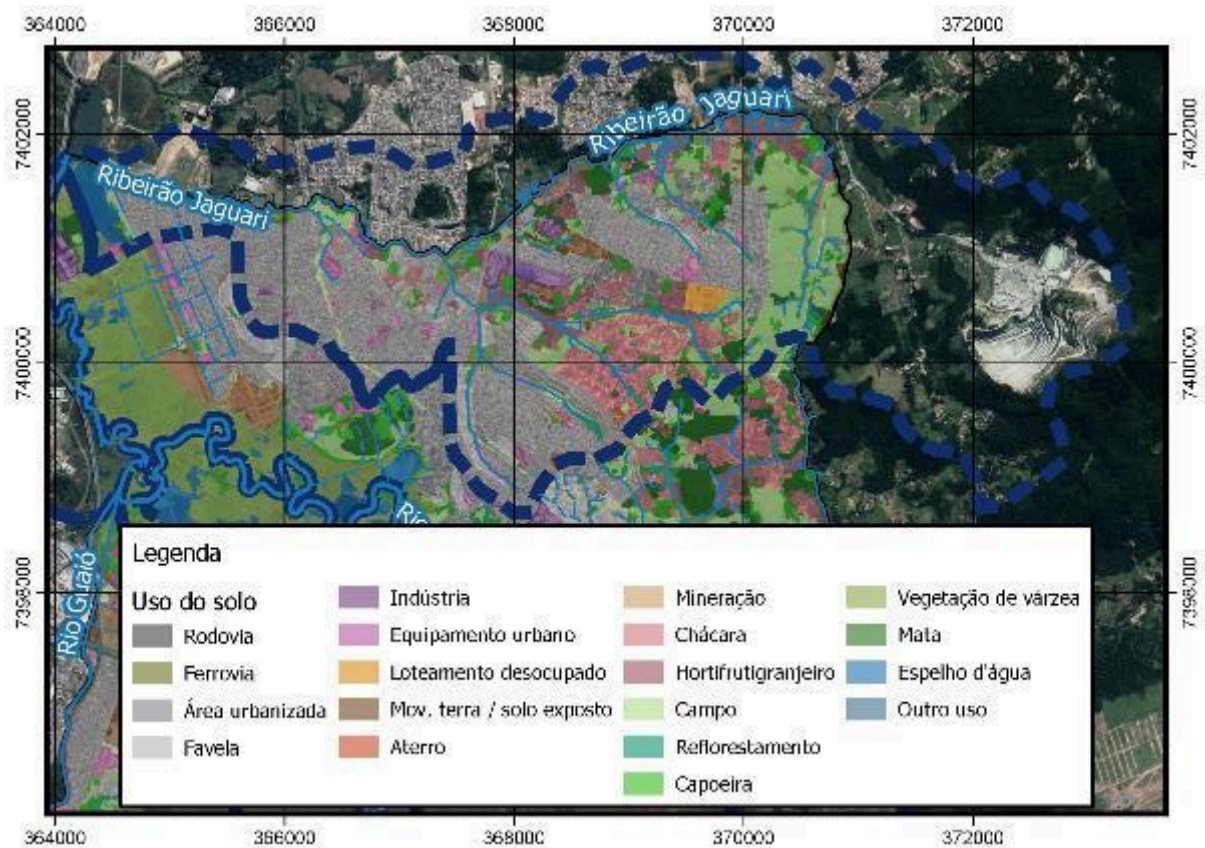 364000 366000 368000 370000 372000
7402000 7402000
Ribeirão Jaguari
Ribeirão Jaguari
7400000 7400000
Rio Guaió
7398000 7398000
Legenda
Uso do solo
Rodovia
Ferrovia
Área urbanizada
Favela
Indústria
Equipamento urbano
Loteamento desocupado
Mov. terra / solo exposto
Aterro
Mineração
Chácara
Hortifrutigranjeiro
Campo
Reflorestamento
Capoeira
Vegetação de várzea
Mata
Espelho d'água
Outro uso
364000 366000 368000 370000 372000